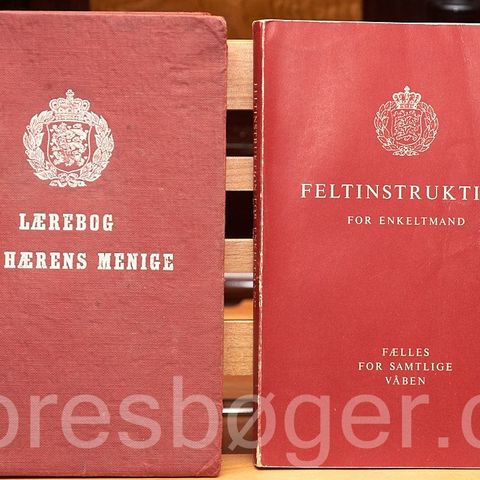 LÆREBOG
HÆRENS MENIGE
FELTINSTRUKTI
FOR ENKELTMAND
FÆLLES
FOR SAMTLIGE
VÅBEN
oresbøger.d